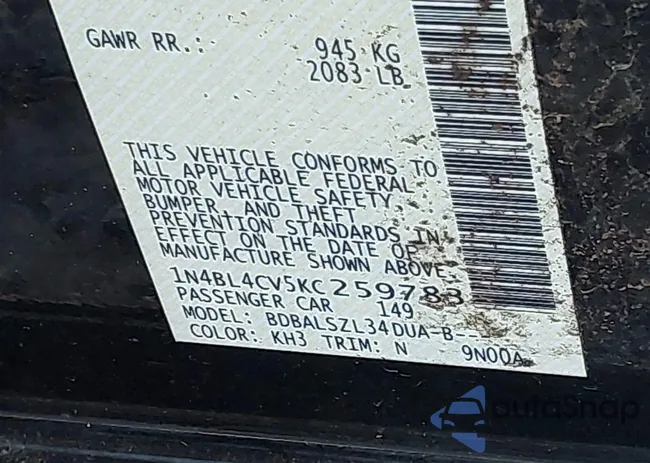 GAWR RR.: 945 KG
2083 LB
THIS VEHICLE CONFORMS TO
ALL APPLICABLE FEDERAL
MOTOR VEHICLE SAFETY,
BUMPER, AND THEFT
PREVENTION STANDARDS IN
EFFECT ON THE DATE OF
MANUFACTURE SHOWN ABOVE.
1N4BL4CV5KC259783
PASSENGER CAR 149
MODEL: BDBALSZL34DUA-B
COLOR: KH3 TRIM: N 9N00A
autoSnap